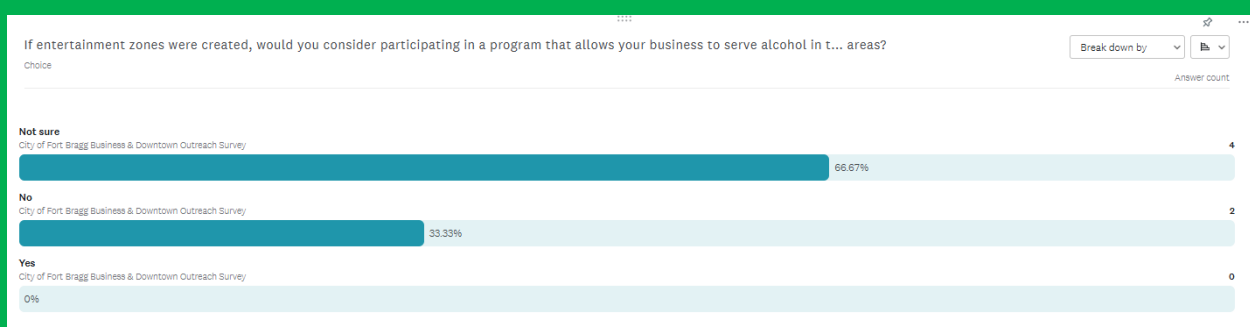 If entertainment zones were created, would you consider participating in a program that allows your business to serve alcohol in t... areas?
Break down by
Choice
Answer count
Not sure
City of Fort Bragg Business & Downtown Outreach Survey
4
66.67%
No
City of Fort Bragg Business & Downtown Outreach Survey
2
33.33%
Yes
City of Fort Bragg Business & Downtown Outreach Survey
0
0%